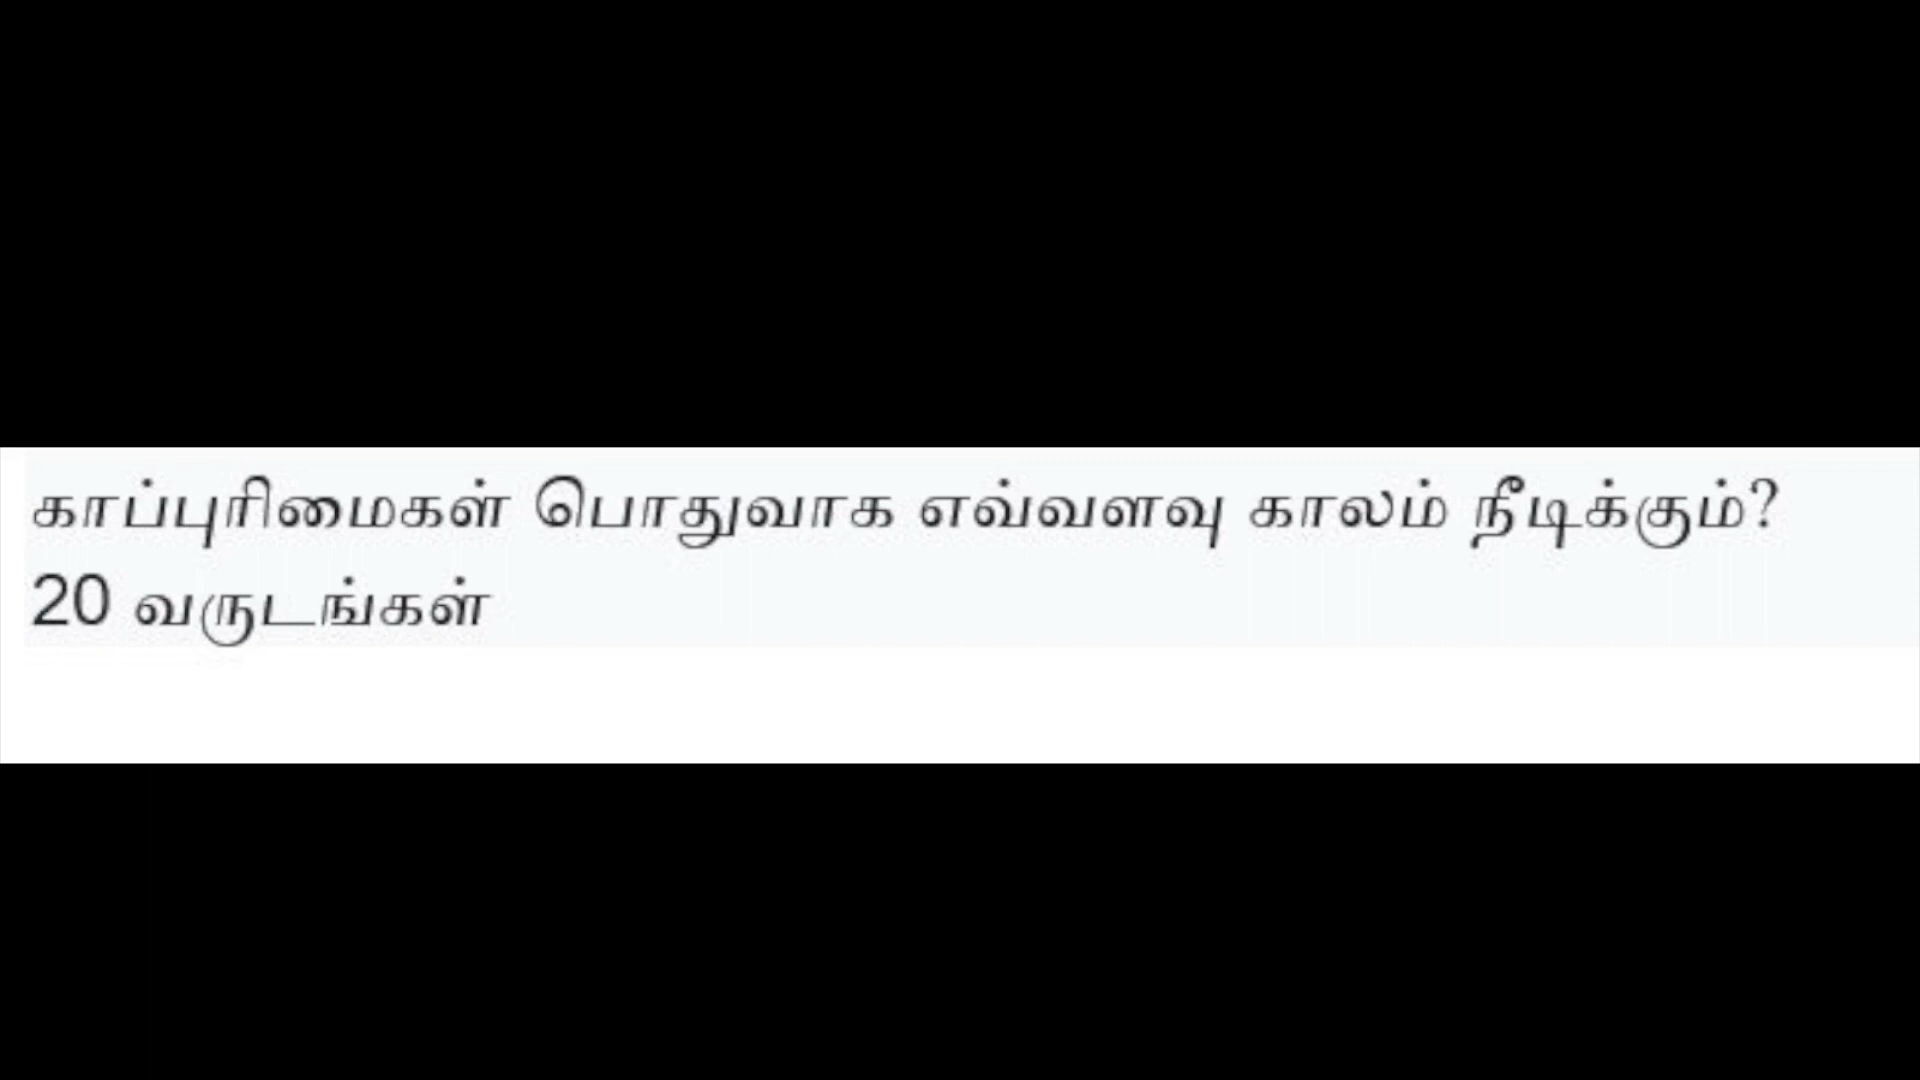 காப்புரிமைகள் பொதுவாக எவ்வளவு காலம் நீடிக்கும்?
20 வருடங்கள்